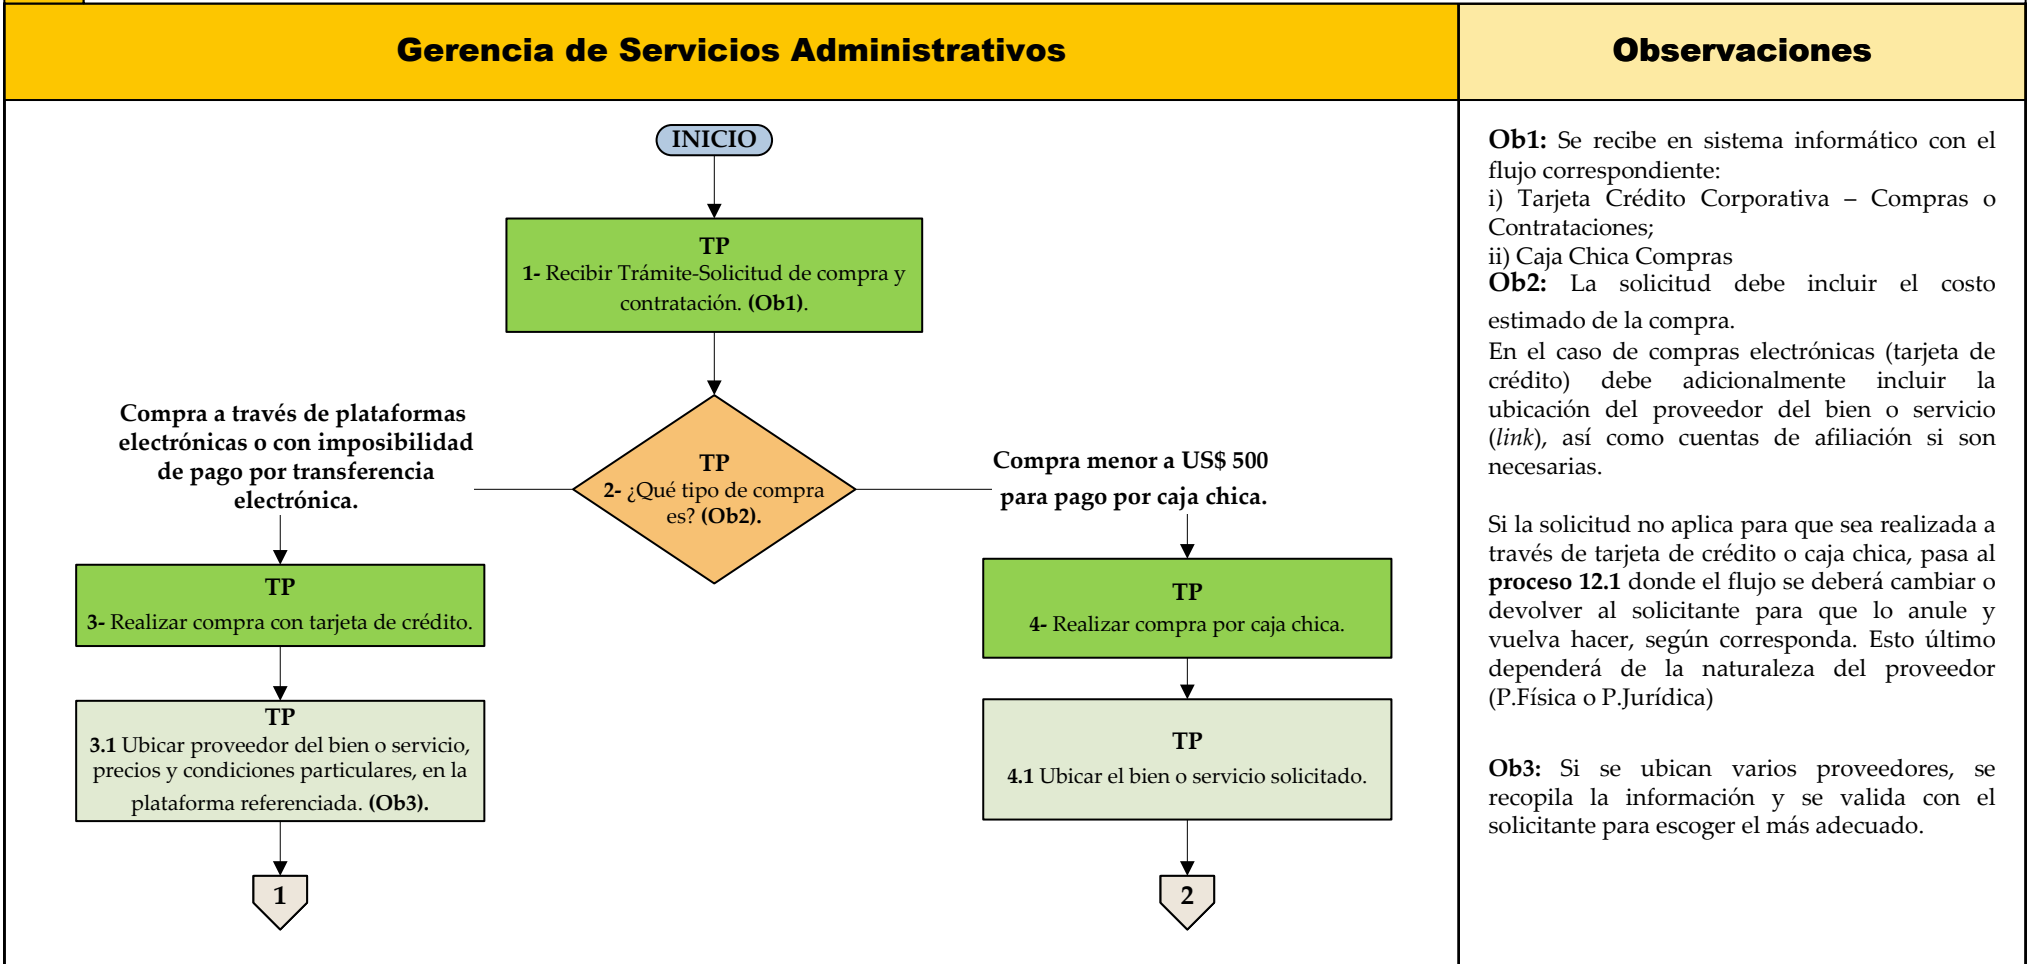 Gerencia de Servicios Administrativos
Observaciones
INICIO
TP
1- Recibir Trámite-Solicitud de compra y
contratación. (Ob1).
TP
2- ¿Qué tipo de compra
es? (Ob2).
Compra a través de plataformas
electrónicas o con imposibilidad
de pago por transferencia
electrónica.
TP
3- Realizar compra con tarjeta de crédito.
TP
3.1 Ubicar proveedor del bien o servicio,
precios y condiciones particulares, en la
plataforma referenciada. (Ob3).
1
Compra menor a US$ 500
para pago por caja chica.
TP
4- Realizar compra por caja chica.
TP
4.1 Ubicar el bien o servicio solicitado.
2
Ob1: Se recibe en sistema informático con el
flujo correspondiente:
i) Tarjeta Crédito Corporativa – Compras o
Contrataciones;
ii) Caja Chica Compras
Ob2: La solicitud debe incluir el costo
estimado de la compra.
En el caso de compras electrónicas (tarjeta de
crédito) debe adicionalmente incluir la
ubicación del proveedor del bien o servicio
(link), así como cuentas de afiliación si son
necesarias.
Si la solicitud no aplica para que sea realizada a
través de tarjeta de crédito o caja chica, pasa al
proceso 12.1 donde el flujo se deberá cambiar o
devolver al solicitante para que lo anule y
vuelva hacer, según corresponda. Esto último
dependerá de la naturaleza del proveedor
(P.Física o P.Jurídica)
Ob3: Si se ubican varios proveedores, se
recopila la información y se valida con el
solicitante para escoger el más adecuado.